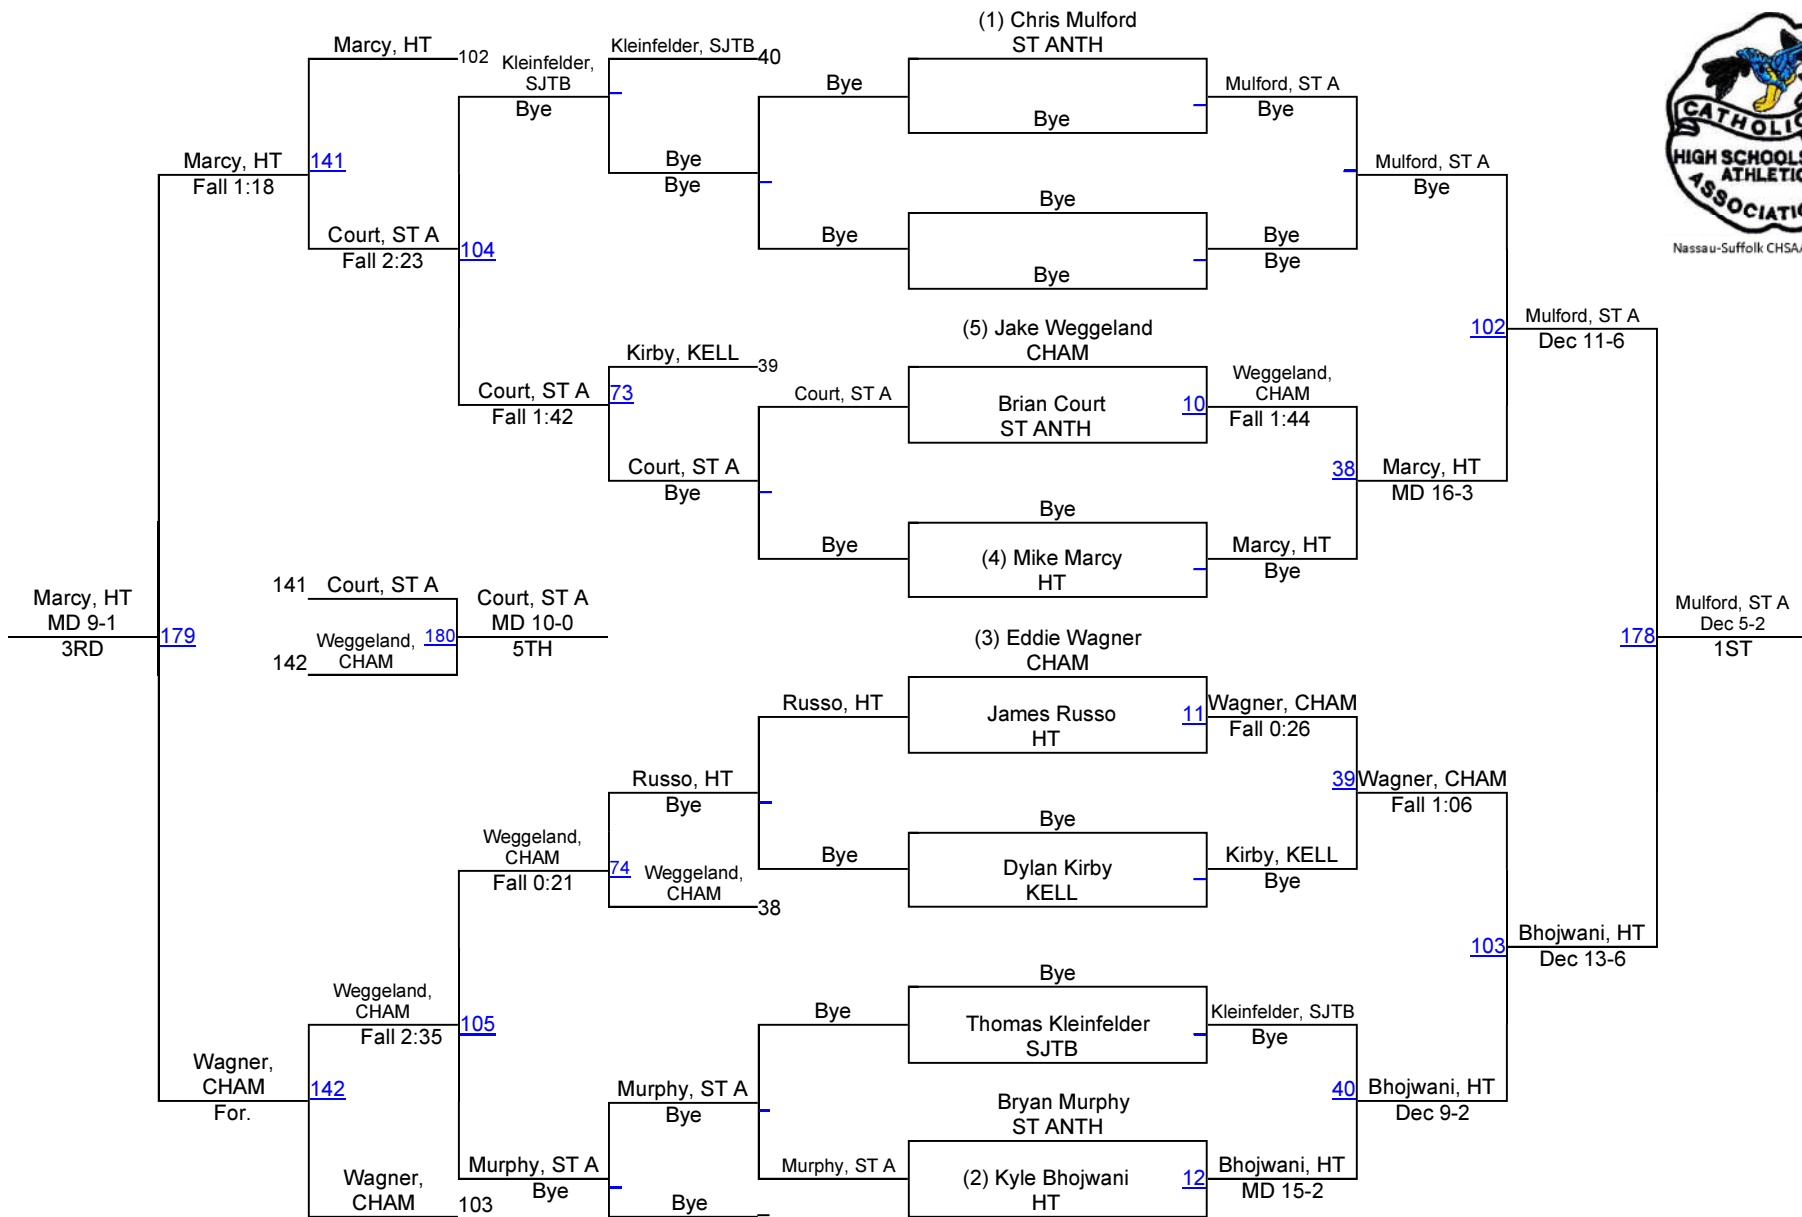 (1) Chris Mulford
ST ANTH
Marcy, HT
102
Kleinfelder,
SJTB
Bye
Kleinfelder, SJTB
40
Bye
Bye
Mulford, ST A
Bye
CATHOLIC
HIGH SCHOOLS
ATHLETIC
ASSOCIATION
Nassau-Suffolk CHSAA
Marcy, HT
Fall 1:18
141
Bye
Bye
Mulford, ST A
Bye
Court, ST A
Fall 2:23
104
Bye
Bye
Bye
Bye
Bye
(5) Jake Weggeland
CHAM
102
Mulford, ST A
Dec 11-6
Kirby, KELL
39
Court, ST A
Fall 1:42
73
Court, ST A
Brian Court
ST ANTH
10
Weggeland,
CHAM
Fall 1:44
Court, ST A
Bye
38
Marcy, HT
MD 16-3
Bye
Bye
(4) Mike Marcy
HT
Marcy, HT
Bye
141
Court, ST A
Marcy, HT
MD 9-1
3RD
179
Weggeland,
CHAM
142
180
Court, ST A
MD 10-0
5TH
(3) Eddie Wagner
CHAM
178
Mulford, ST A
Dec 5-2
1ST
Russo, HT
James Russo
HT
11
Wagner, CHAM
Fall 0:26
Russo, HT
Bye
39
Wagner, CHAM
Fall 1:06
Weggeland,
CHAM
Fall 0:21
74
Weggeland,
CHAM
38
Bye
Bye
Dylan Kirby
KELL
Kirby, KELL
Bye
103
Bhojwani, HT
Dec 13-6
Bye
Weggeland,
CHAM
Fall 2:35
105
Bye
Thomas Kleinfelder
SJTB
Kleinfelder, SJTB
Bye
Wagner,
CHAM
For.
142
Murphy, ST A
Bye
Bryan Murphy
ST ANTH
40
Bhojwani, HT
Dec 9-2
Wagner,
CHAM
103
Murphy, ST A
Bye
Bye
Murphy, ST A
(2) Kyle Bhojwani
HT
12
Bhojwani, HT
MD 15-2